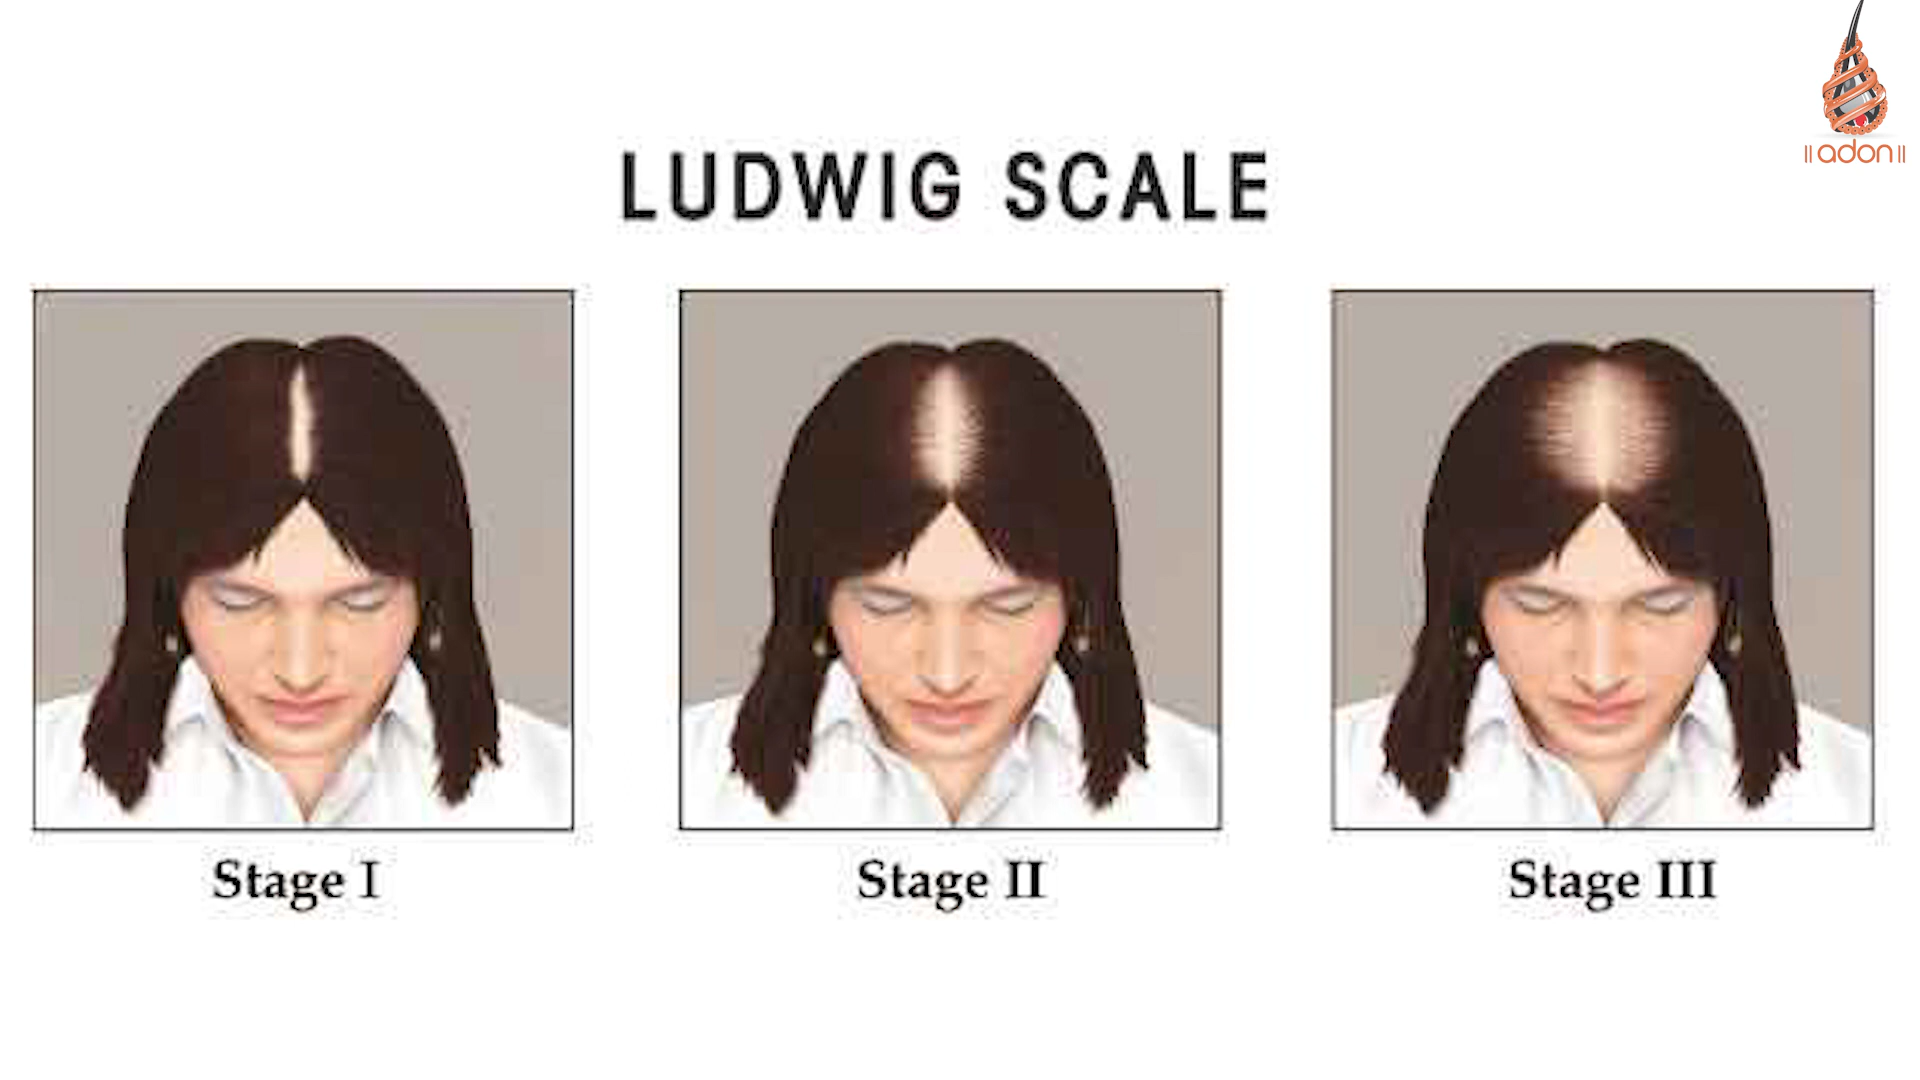 || adon ||
LUDWIG SCALE
Stage I
Stage II
Stage III